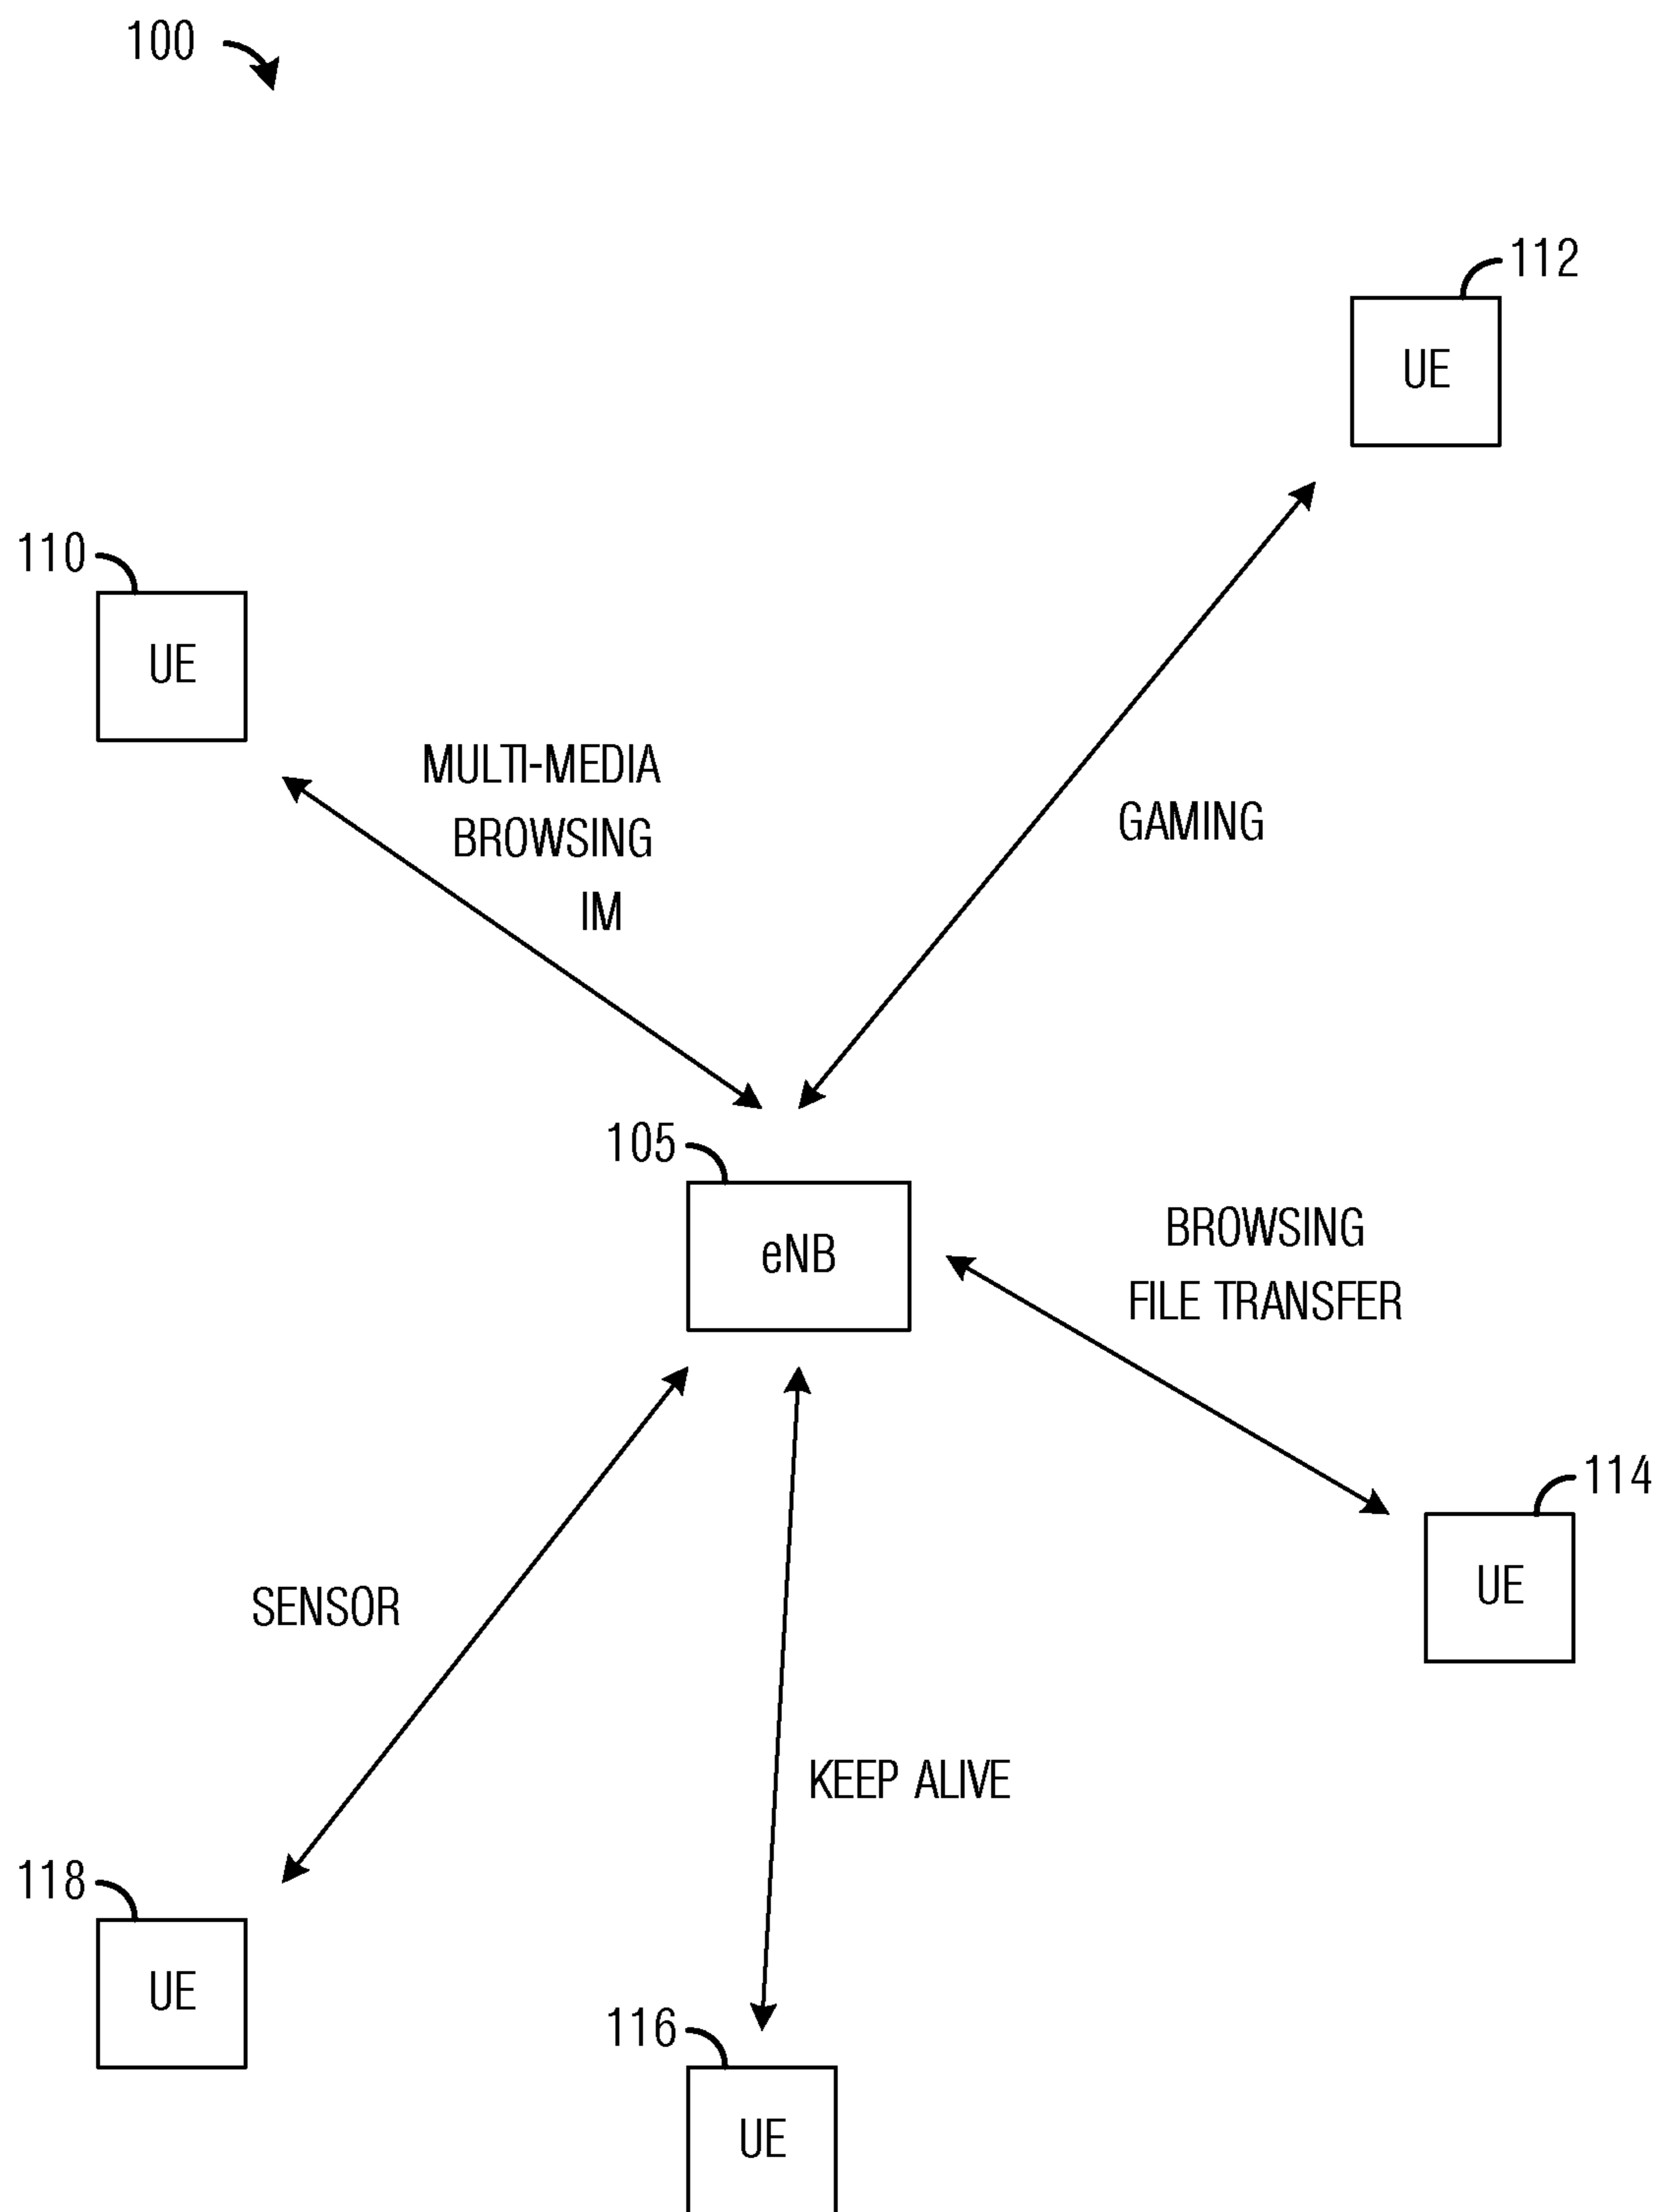 100
112
UE
110
UE
MULTI-MEDIA
BROWSING
IM
GAMING
105
eNB
BROWSING
FILE TRANSFER
114
UE
SENSOR
KEEP ALIVE
118
UE
116
UE